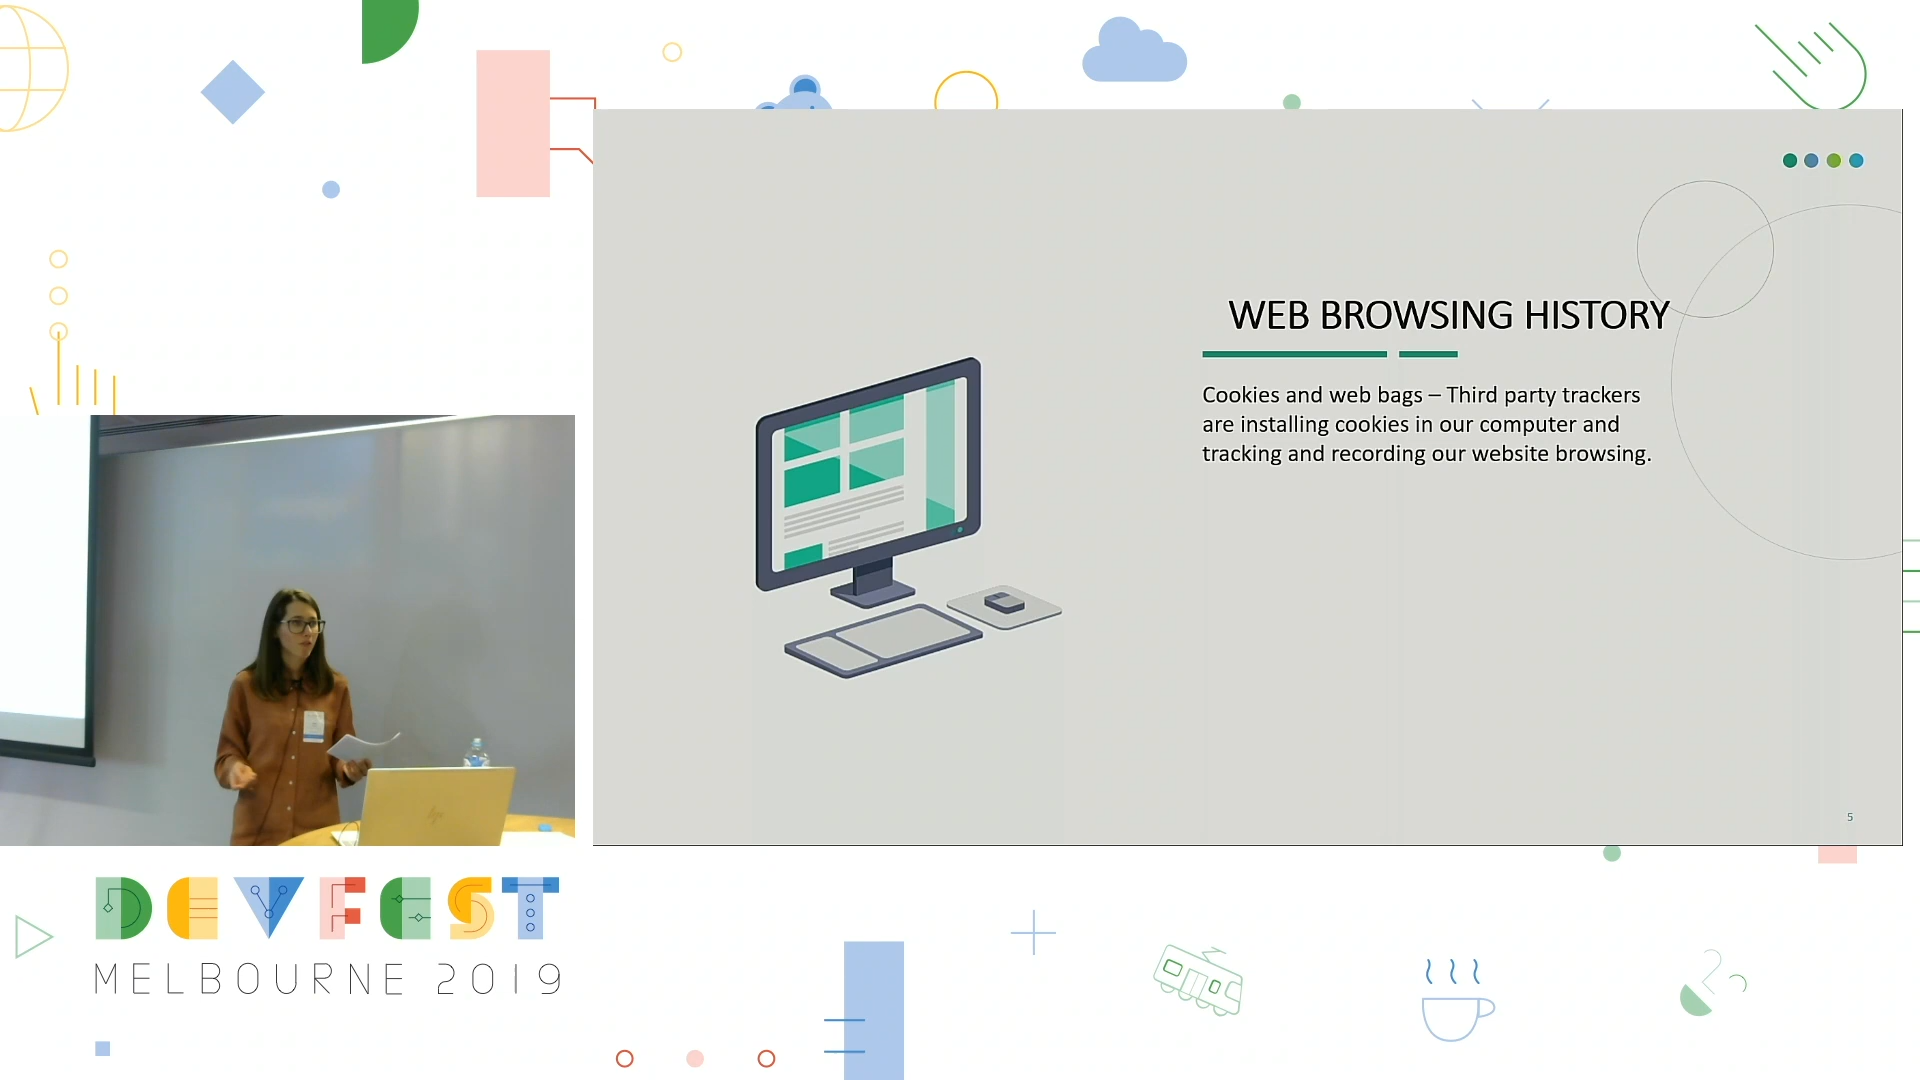 WEB BROWSING HISTORY
Cookies and web bags – Third party trackers
are installing cookies in our computer and
tracking and recording our website browsing.
5
DEVFEST
MELBOURNE 2019
hp